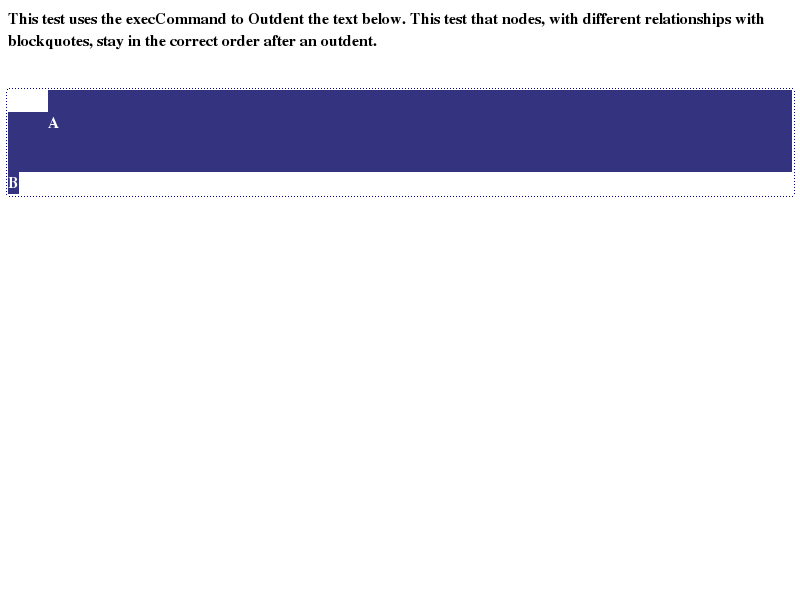 This test uses the execCommand to Outdent the text below. This test that nodes, with different relationships with
blockquotes, stay in the correct order after an outdent.
A
B